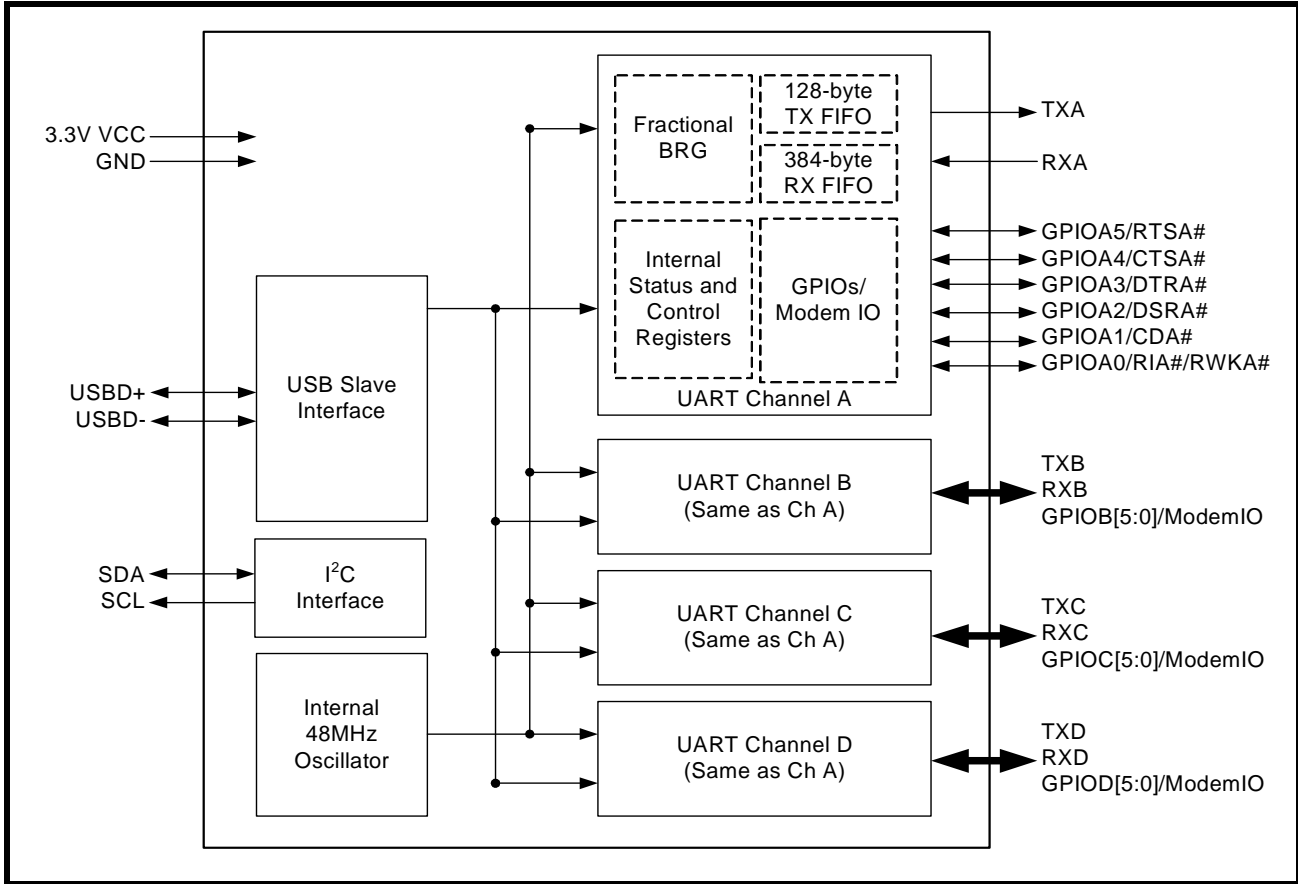 3.3V VCC
GND
USBD+
USBD-
SDA
SCL
USB Slave
Interface
I²C
Interface
Internal
48MHz
Oscillator
Fractional
BRG
128-byte
TX FIFO
384-byte
RX FIFO
Internal
Status and
Control
Registers
GPIOs/
Modem IO
UART Channel A
UART Channel B
(Same as Ch A)
UART Channel C
(Same as Ch A)
UART Channel D
(Same as Ch A)
TXA
RXA
GPIOA5/RTSA#
GPIOA4/CTSA#
GPIOA3/DTRA#
GPIOA2/DSRA#
GPIOA1/CDA#
GPIOA0/RIA#/RWKA#
TXB
RXB
GPIOB[5:0]/ModemIO
TXC
RXC
GPIOC[5:0]/ModemIO
TXD
RXD
GPIOD[5:0]/ModemIO